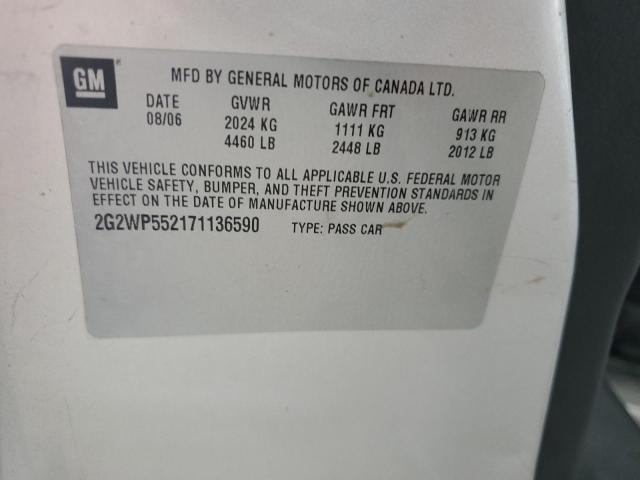 GM
MFD BY GENERAL MOTORS OF CANADA LTD.
DATE GVWR GAWR FRT GAWR RR
08/06 2024 KG 1111 KG 913 KG
4460 LB 2448 LB 2012 LB
THIS VEHICLE CONFORMS TO ALL APPLICABLE U.S. FEDERAL MOTOR
VEHICLE SAFETY, BUMPER, AND THEFT PREVENTION STANDARDS IN
EFFECT ON THE DATE OF MANUFACTURE SHOWN ABOVE.
2G2WP552171136590 TYPE: PASS CAR